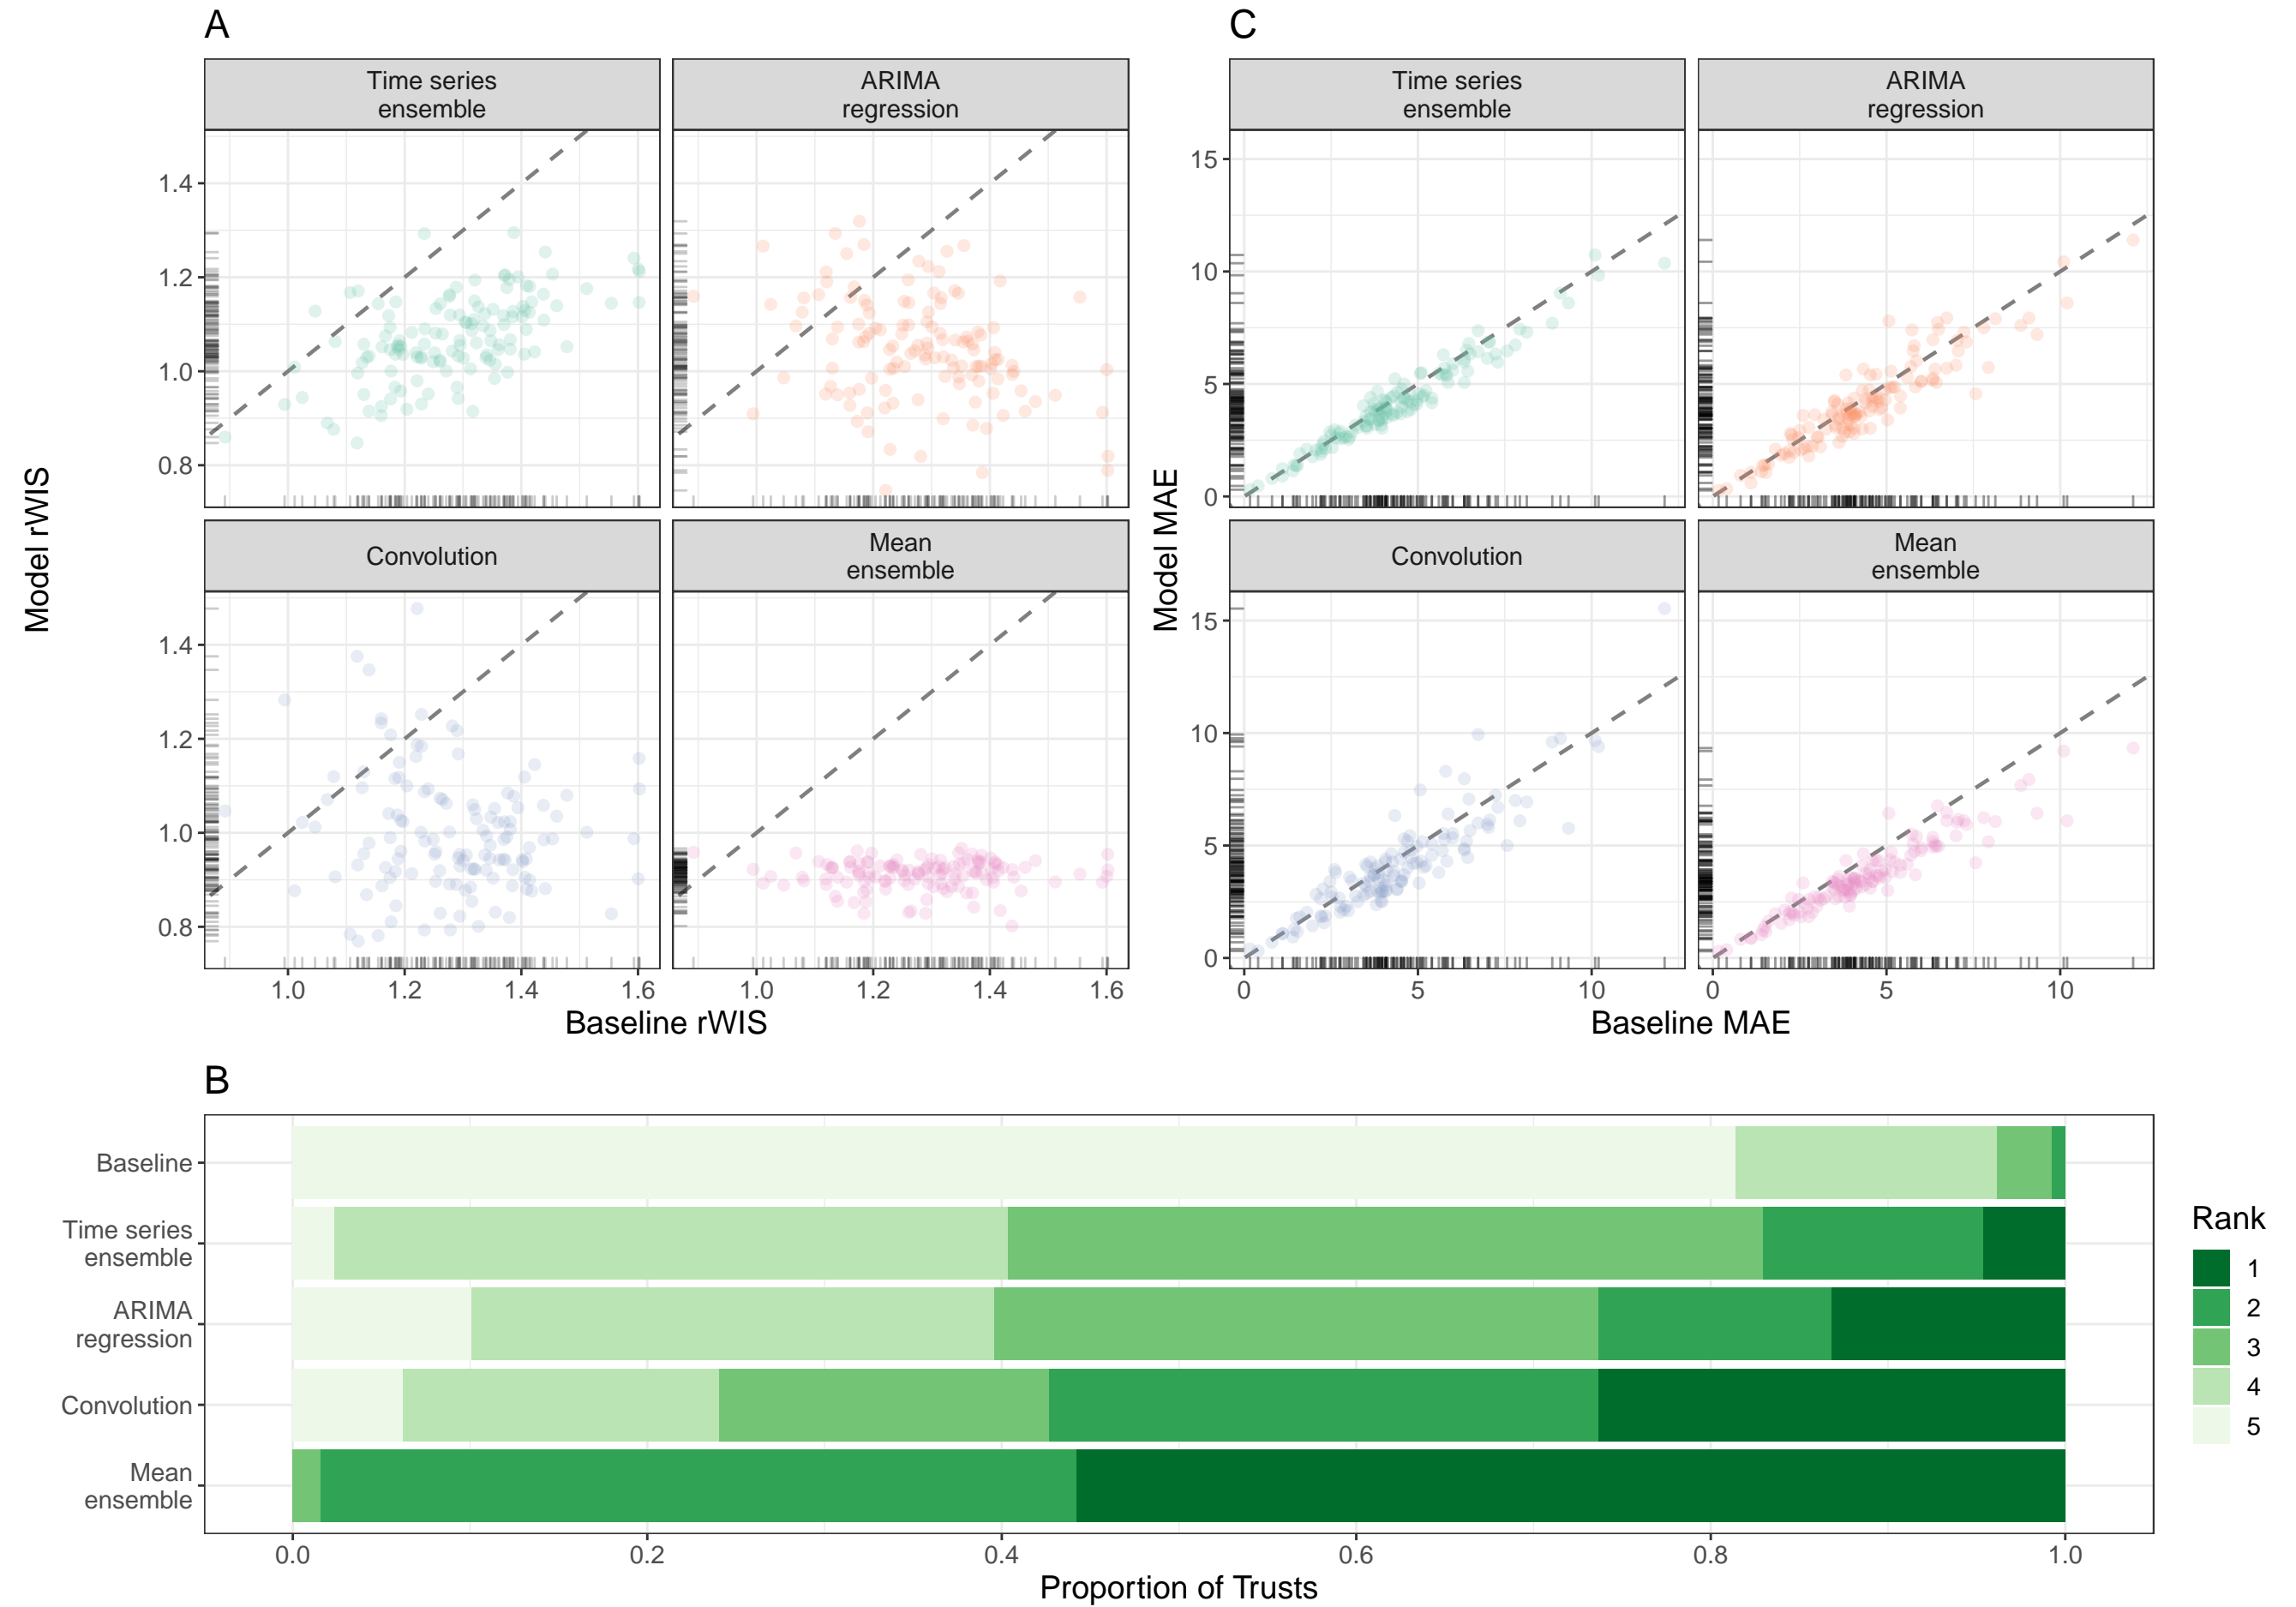 A
Time series
ensemble
ARIMA
regression
1.4
1.2
1.0
0.8
Convolution
Mean
ensemble
1.4
1.2
1.0
0.8
1.0
1.2
1.4
1.6
1.0
1.2
1.4
1.6
Model rWIS
Baseline rWIS
C
Time series
ensemble
ARIMA
regression
15
10
5
0
Convolution
Mean
ensemble
15
10
5
0
0
5
10
0
5
10
Model MAE
Baseline MAE
B
Baseline
Time series
ensemble
ARIMA
regression
Convolution
Mean
ensemble
0.0
0.2
0.4
0.6
0.8
1.0
Proportion of Trusts
Rank
1
2
3
4
5